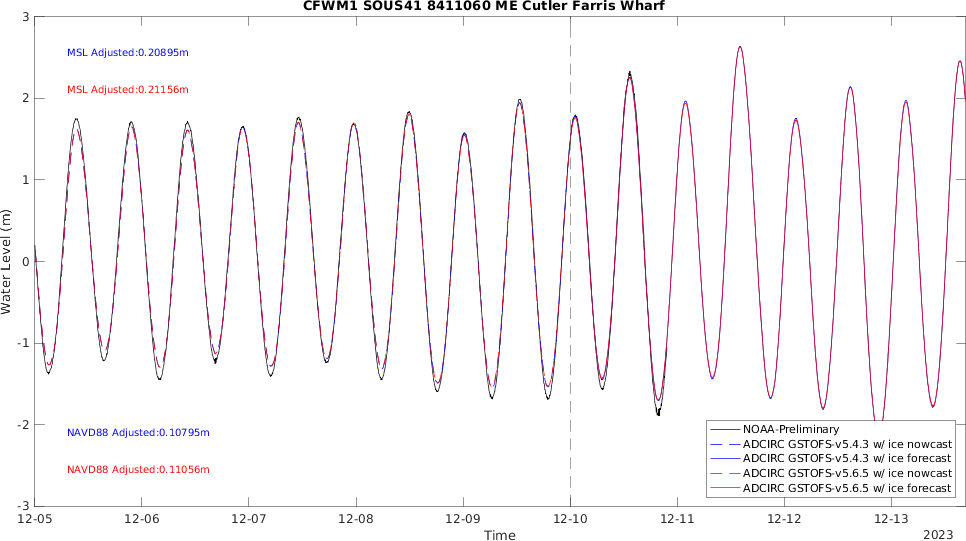 CFWM1 SOUS41 8411060 ME Cutler Farris Wharf
MSL Adjusted:0.20895m
MSL Adjusted:0.21156m
NAVD88 Adjusted:0.10795m
NAVD88 Adjusted:0.11056m
Water Level (m)
3
2
1
0
-1
-2
-3
NOAA-Preliminary
ADCIRC GSTOFS-v5.4.3 w/ ice nowcast
ADCIRC GSTOFS-v5.4.3 w/ ice forecast
ADCIRC GSTOFS-v5.6.5 w/ ice nowcast
ADCIRC GSTOFS-v5.6.5 w/ ice forecast
12-05 12-06 12-07 12-08 12-09 12-10 12-11 12-12 12-13
Time
2023